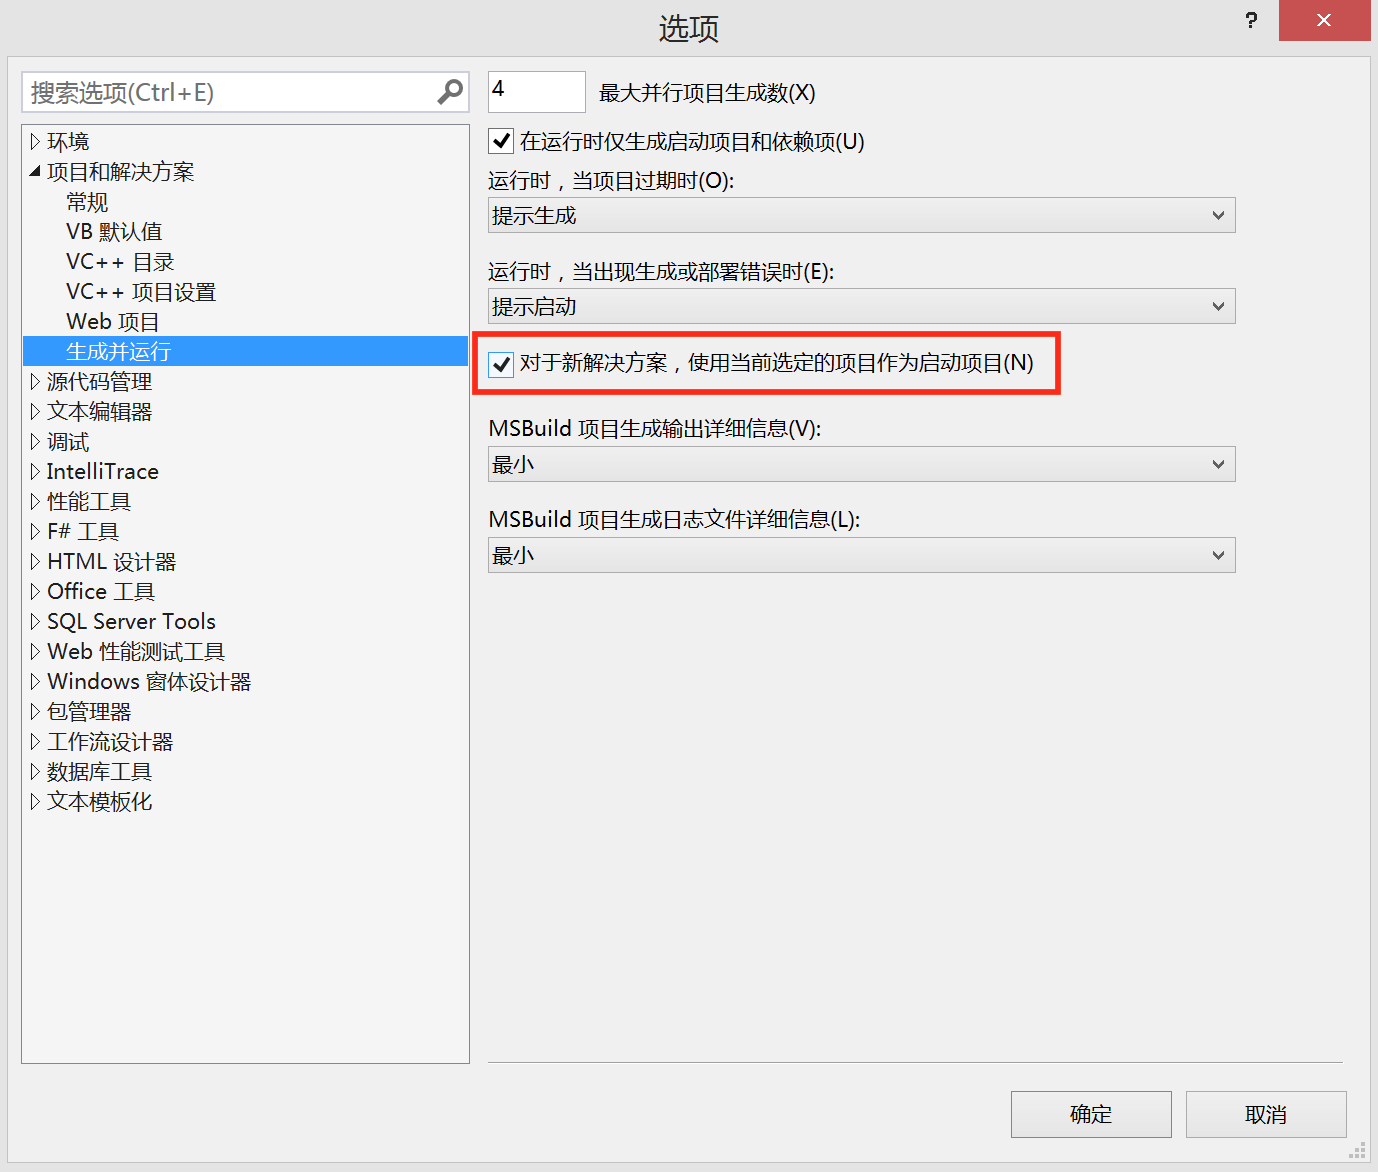 选项
?
搜索选项(Ctrl+E)
环境
项目和解决方案
常规
VB 默认值
VC++ 目录
VC++ 项目设置
Web 项目
生成并运行
源代码管理
文本编辑器
调试
IntelliTrace
性能工具
F# 工具
HTML 设计器
Office 工具
SQL Server Tools
Web 性能测试工具
Windows 窗体设计器
包管理器
工作流设计器
数据库工具
文本模板化
4 最大并行项目生成数(X)
在运行时仅生成启动项目和依赖项(U)
运行时，当项目过期时(O):
提示生成
运行时，当出现生成或部署错误时(E):
提示启动
对于新解决方案，使用当前选定的项目作为启动项目(N)
MSBuild 项目生成输出详细信息(V):
最小
MSBuild 项目生成日志文件详细信息(L):
最小
确定
取消